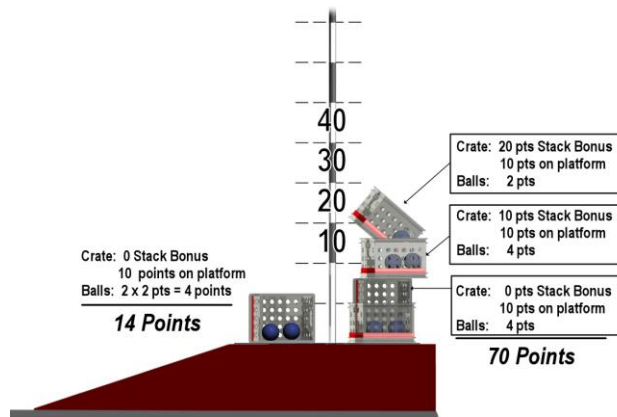 40
30
20
10
Crate: 0 Stack Bonus
10 points on platform
Balls: 2 x 2 pts = 4 points
14 Points
Crate: 20 pts Stack Bonus
10 pts on platform
Balls: 2 pts
Crate: 10 pts Stack Bonus
10 pts on platform
Balls: 4 pts
Crate: 0 pts Stack Bonus
10 pts on platform
Balls: 4 pts
70 Points